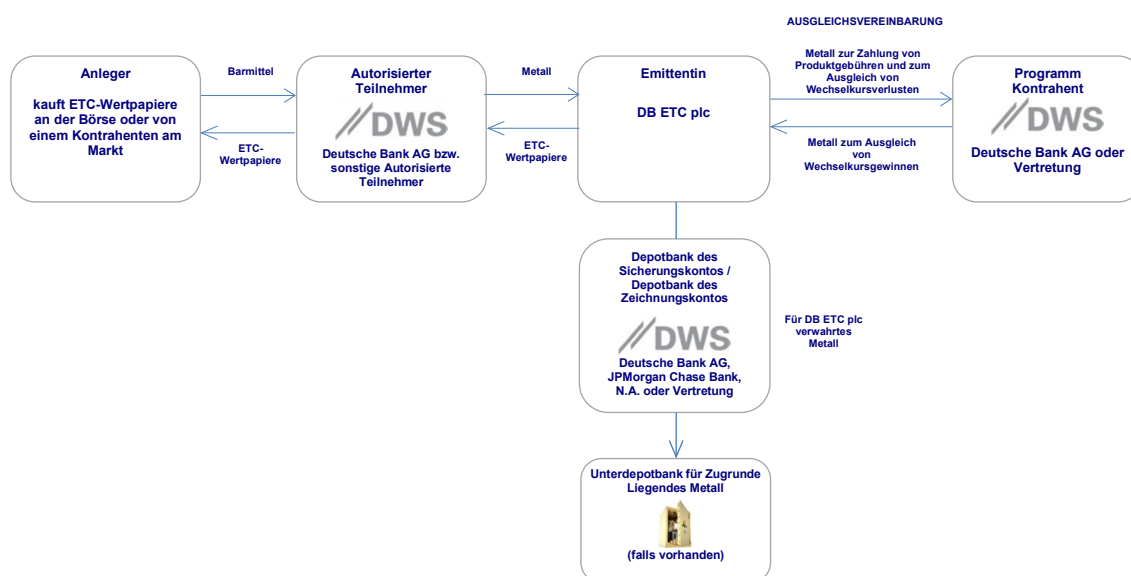 AUSGLEICHSVEREINBARUNG
Anleger
kauft ETC-Wertpapiere
an der Börse oder von
einem Kontrahenten am
Markt
Barmittel
ETC-
Wertpapiere
Autorisierter
Teilnehmer
DWS
Deutsche Bank AG bzw.
sonstige Autorisierte
Teilnehmer
Metall
ETC-
Wertpapiere
Emittentin
DB ETC plc
Metall zur Zahlung von
Produktgebühren und zum
Ausgleich von
Wechselkursverlusten
Metall zum Ausgleich
von
Wechselkursgewinnen
Programm
Kontrahent
DWS
Deutsche Bank AG oder
Vertretung
Depotbank des
Sicherungskontos /
Depotbank des
Zeichnungskontos
DWS
Deutsche Bank AG,
JPMorgan Chase Bank,
N.A. oder Vertretung
Für DB ETC plc
verwahrtes
Metall
Unterdepotbank für Zugrunde
Liegendes Metall
(falls vorhanden)